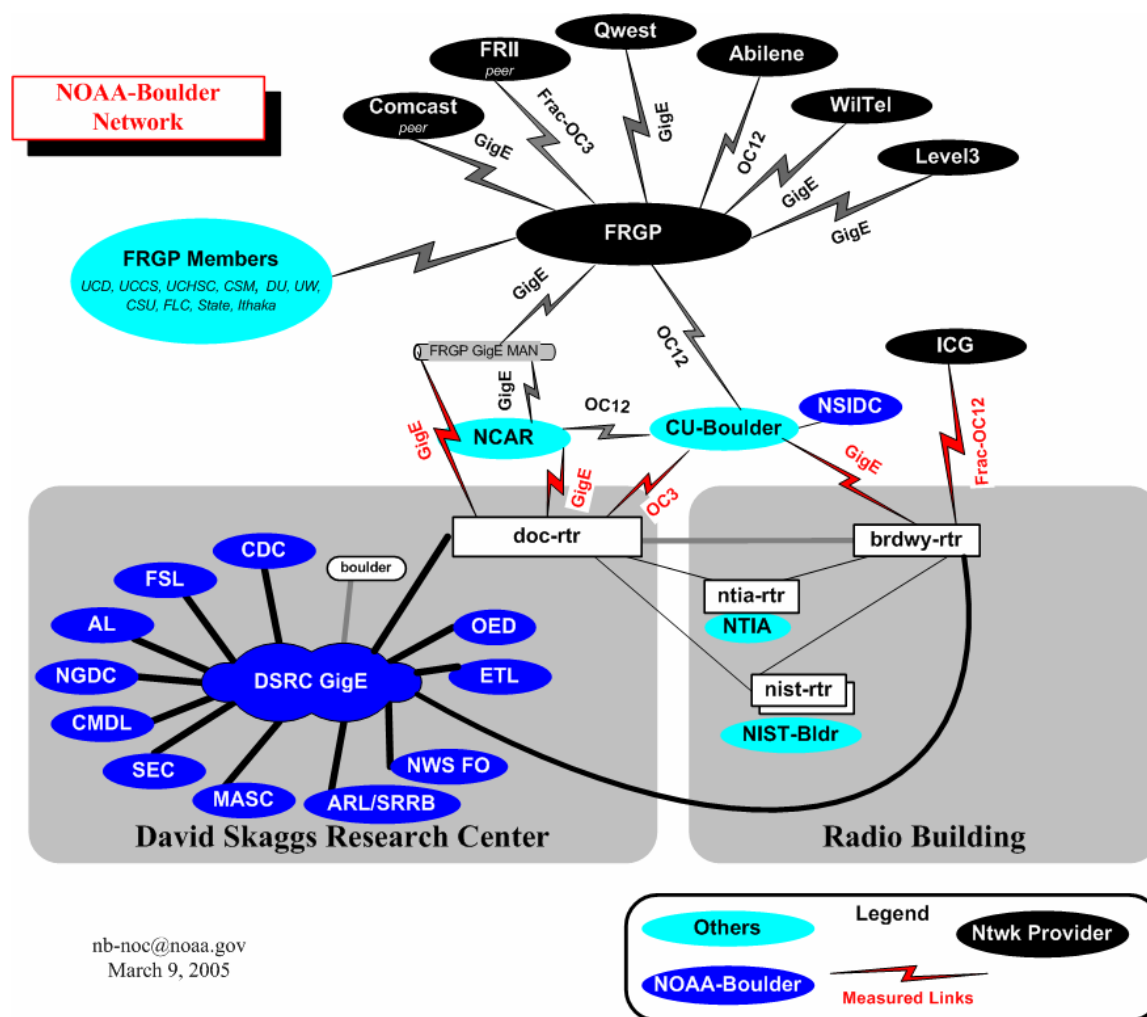 NOAA-Boulder
Network
Qwest
FRII
peer
Abilene
Comcast
peer
WilTel
Level3
GigE
Frac-OC3
GigE
OC12
GigE
GigE
FRGP
FRGP Members
UCD, UCCS, UCHSC, CSM, DU, UW,
CSU, FLC, State, Ithaka
GigE
OC12
FRGP GigE MAN
ICG
GigE
GigE
OC12
NCAR
CU-Boulder
NSIDC
GigE
OC3
GigE
Frac-OC12
doc-rtr
brdwy-rtr
CDC
boulder
FSL
AL
OED
NGDC
DSRC GigE
ETL
CMDL
SEC
NWS FO
MASC
ARL/SRRB
ntia-rtr
NTIA
nist-rtr
NIST-Bldr
David Skaggs Research Center
Radio Building
nb-noc@noaa.gov
March 9, 2005
Legend
Others
Ntwk Provider
NOAA-Boulder
Measured Links